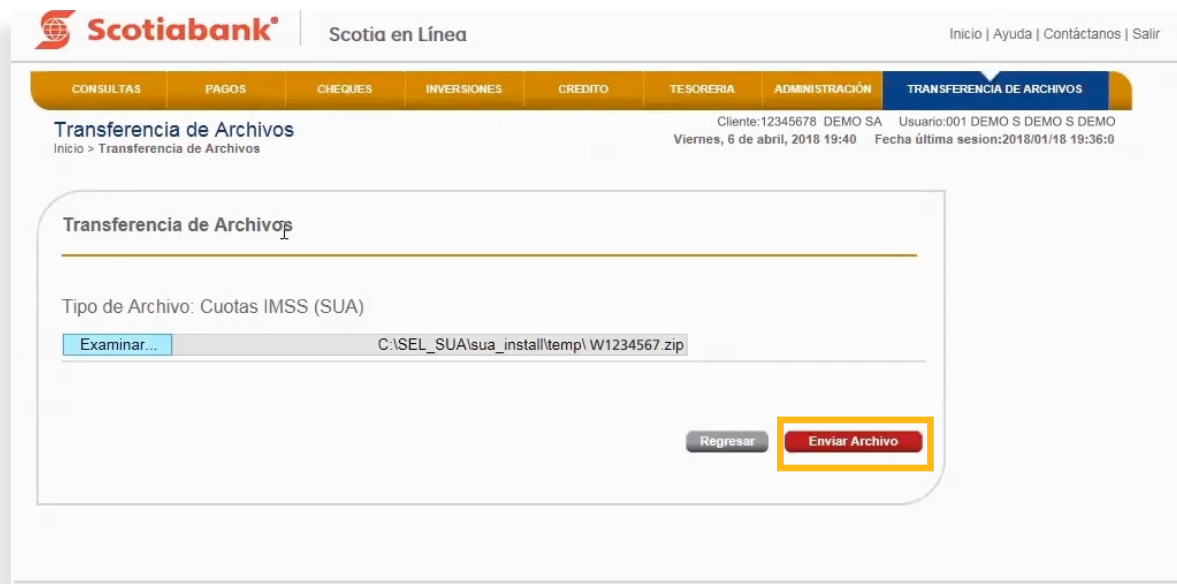 Scotiabank® Scotia en Línea Inicio | Ayuda | Contáctanos | Salir
CONSULTAS PAGOS CHEQUES INVERSIONES CREDITO TESORERIA ADMINISTRACIÓN TRANSFERENCIA DE ARCHIVOS
Transferencia de Archivos
Cliente:12345678 DEMO SA Usuario:001 DEMO S DEMO S DEMO
Inicio > Transferencia de Archivos
Viernes, 6 de abril, 2018 19:40 Fecha última sesion:2018/01/18 19:36:0
Transferencia de Archivos
Tipo de Archivo: Cuotas IMSS (SUA)
Examinar... C:\SEL_SUA\sua_install\temp\ W1234567.zip
Regresar Enviar Archivo